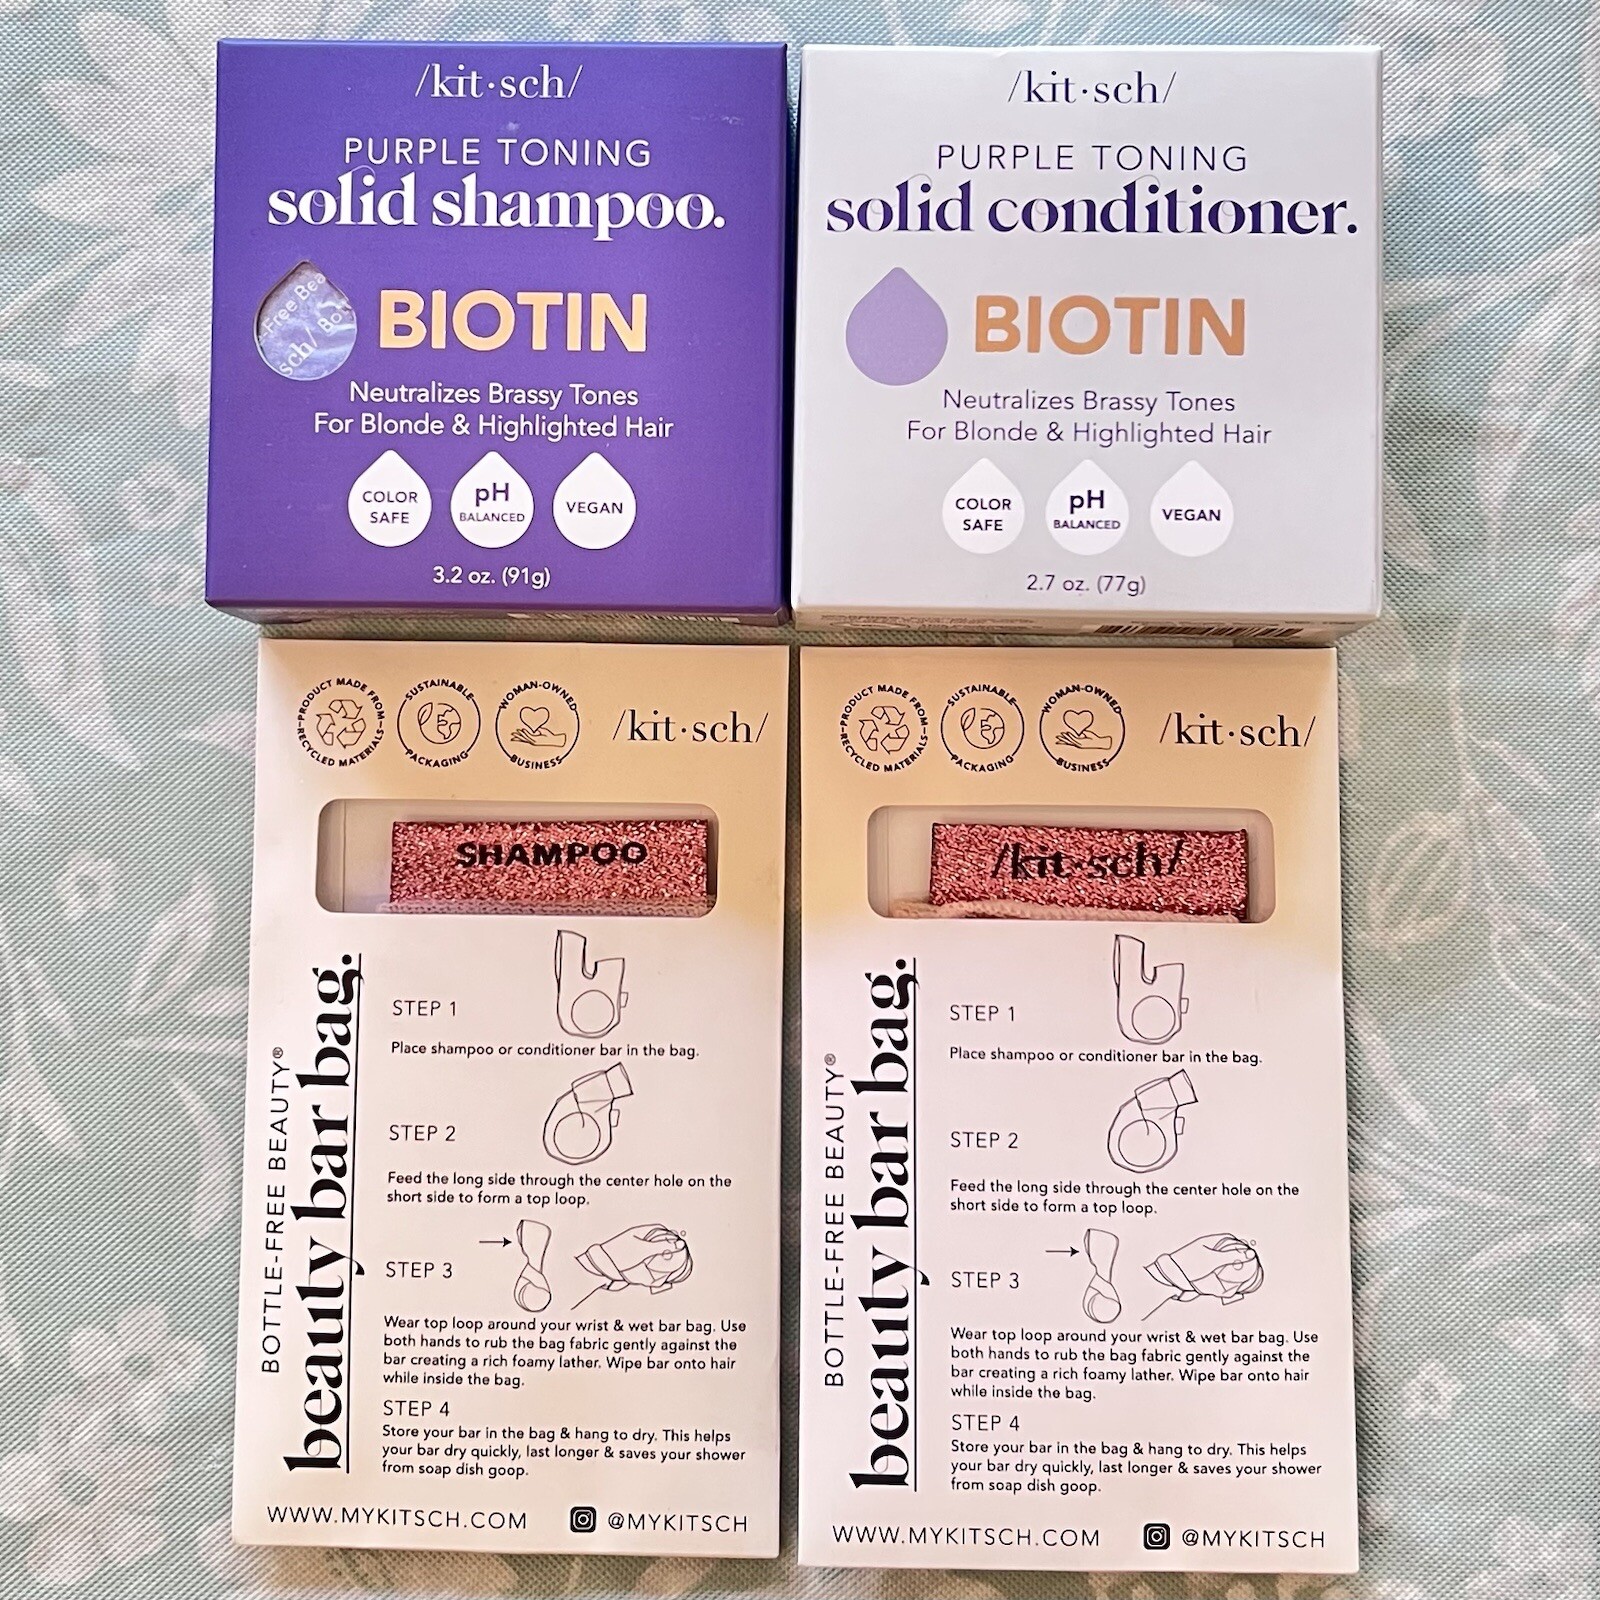 /kit·sch/
PURPLE TONING
solid shampoo.
-Free Bea
sch/ Bo
BIOTIN
Neutralizes Brassy Tones
For Blonde & Highlighted Hair
COLOR
SAFE
pH
BALANCED
VEGAN
3.2 oz. (91g)
/kit·sch/
PURPLE TONING
solid conditioner.
BIOTIN
Neutralizes Brassy Tones
For Blonde & Highlighted Hair
COLOR
SAFE
pH
BALANCED
VEGAN
2.7 oz. (77g)
PRODUCT MADE FROM
RECYCLED MATERIALS
SUSTAINABLE
PACKAGING
WOMAN-OWNED
BUSINESS
/kit·sch/
SHAMPOO
BOTTLE-FREE BEAUTY®
beauty bar bag.
STEP 1
Place shampoo or conditioner bar in the bag.
STEP 2
Feed the long side through the center hole on the
short side to form a top loop.
STEP 3
Wear top loop around your wrist & wet bar bag. Use
both hands to rub the bag fabric gently against the
bar creating a rich foamy lather. Wipe bar onto hair
while inside the bag.
STEP 4
Store your bar in the bag & hang to dry. This helps
your bar dry quickly, last longer & saves your shower
from soap dish goop.
WWW.MYKITSCH.COM
@MYKITSCH
PRODUCT MADE FROM
RECYCLED MATERIALS
SUSTAINABLE
PACKAGING
WOMAN-OWNED
BUSINESS
/kit·sch/
/kit·sch/
BOTTLE-FREE BEAUTY®
beauty bar bag.
STEP 1
Place shampoo or conditioner bar in the bag.
STEP 2
Feed the long side through the center hole on the
short side to form a top loop.
STEP 3
Wear top loop around your wrist & wet bar bag. Use
both hands to rub the bag fabric gently against the
bar creating a rich foamy lather. Wipe bar onto hair
while inside the bag.
STEP 4
Store your bar in the bag & hang to dry. This helps
your bar dry quickly, last longer & saves your shower
from soap dish goop.
WWW.MYKITSCH.COM
@MYKITSCH